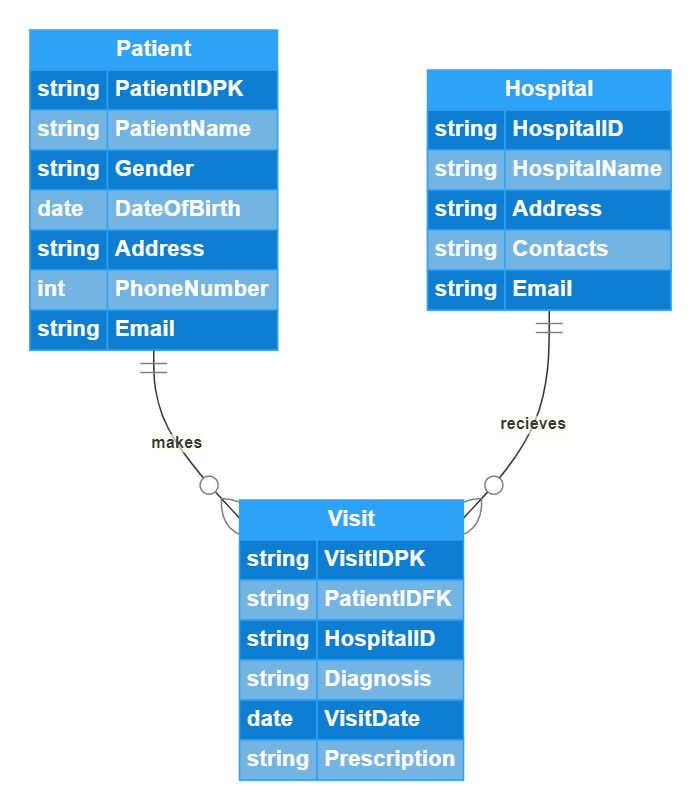 Patient
string PatientIDPK
string PatientName
string Gender
date DateOfBirth
string Address
int PhoneNumber
string Email
Hospital
string HospitalID
string HospitalName
string Address
string Contacts
string Email
makes
recieves
Visit
string VisitIDPK
string PatientIDFK
string HospitalID
string Diagnosis
date VisitDate
string Prescription